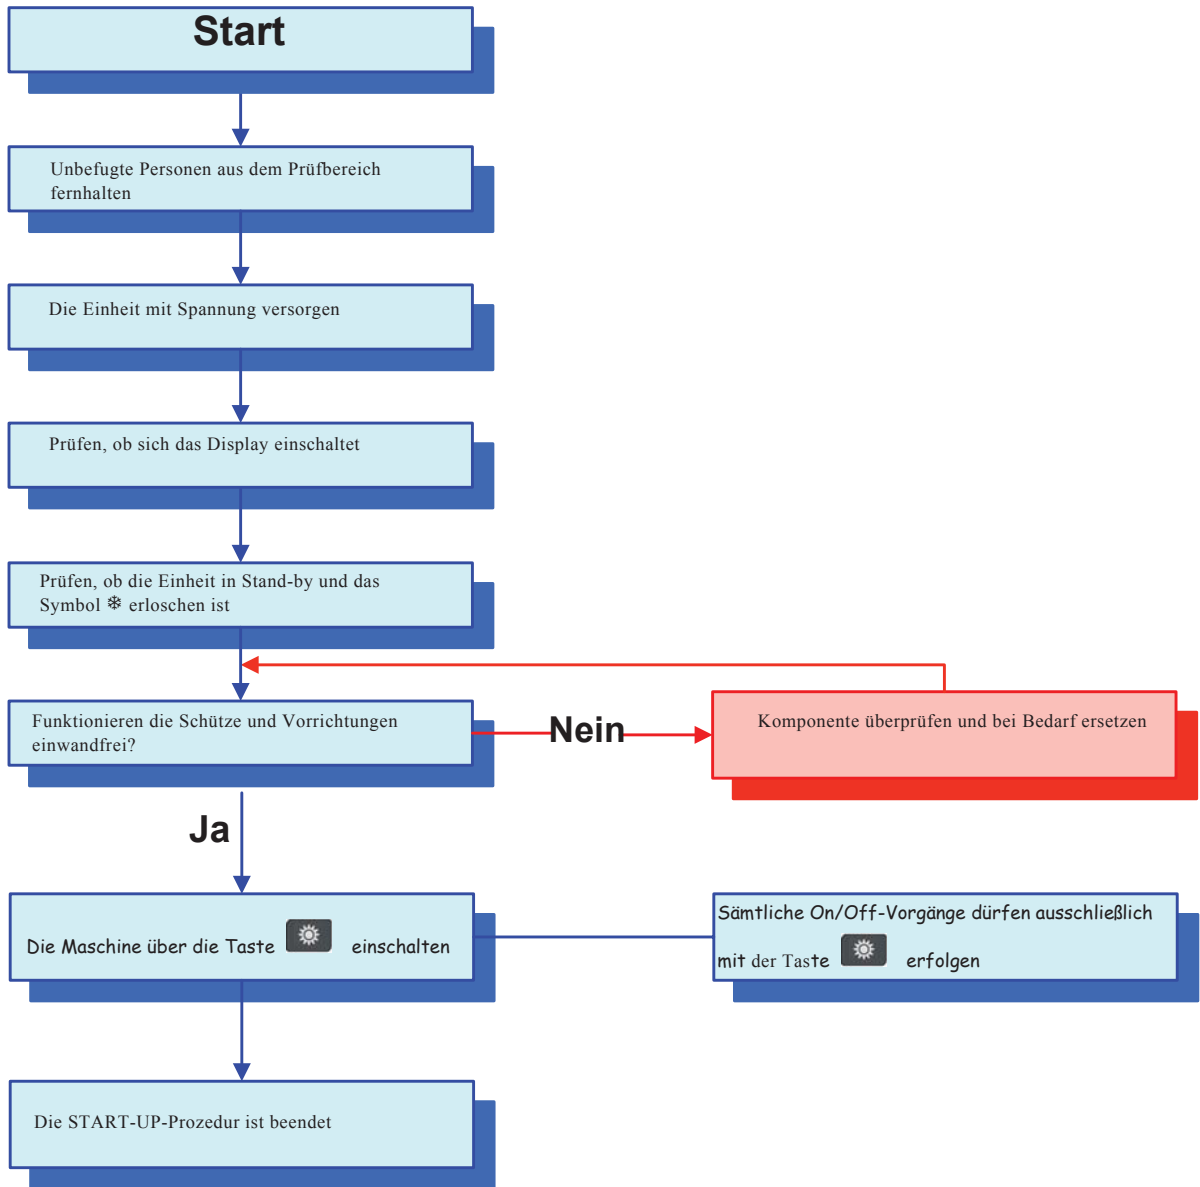 Start
Unbefugte Personen aus dem Prüfbereich
fernhalten
Die Einheit mit Spannung versorgen
Prüfen, ob sich das Display einschaltet
Prüfen, ob die Einheit in Stand-by und das
Symbol ❄ erloschen ist
Funktionieren die Schütze und Vorrichtungen
einwandfrei?
Nein
Komponente überprüfen und bei Bedarf ersetzen
Ja
Die Maschine über die Taste einschalten
Sämtliche On/Off-Vorgänge dürfen ausschließlich
mit der Taste erfolgen
Die START-UP-Prozedur ist beendet